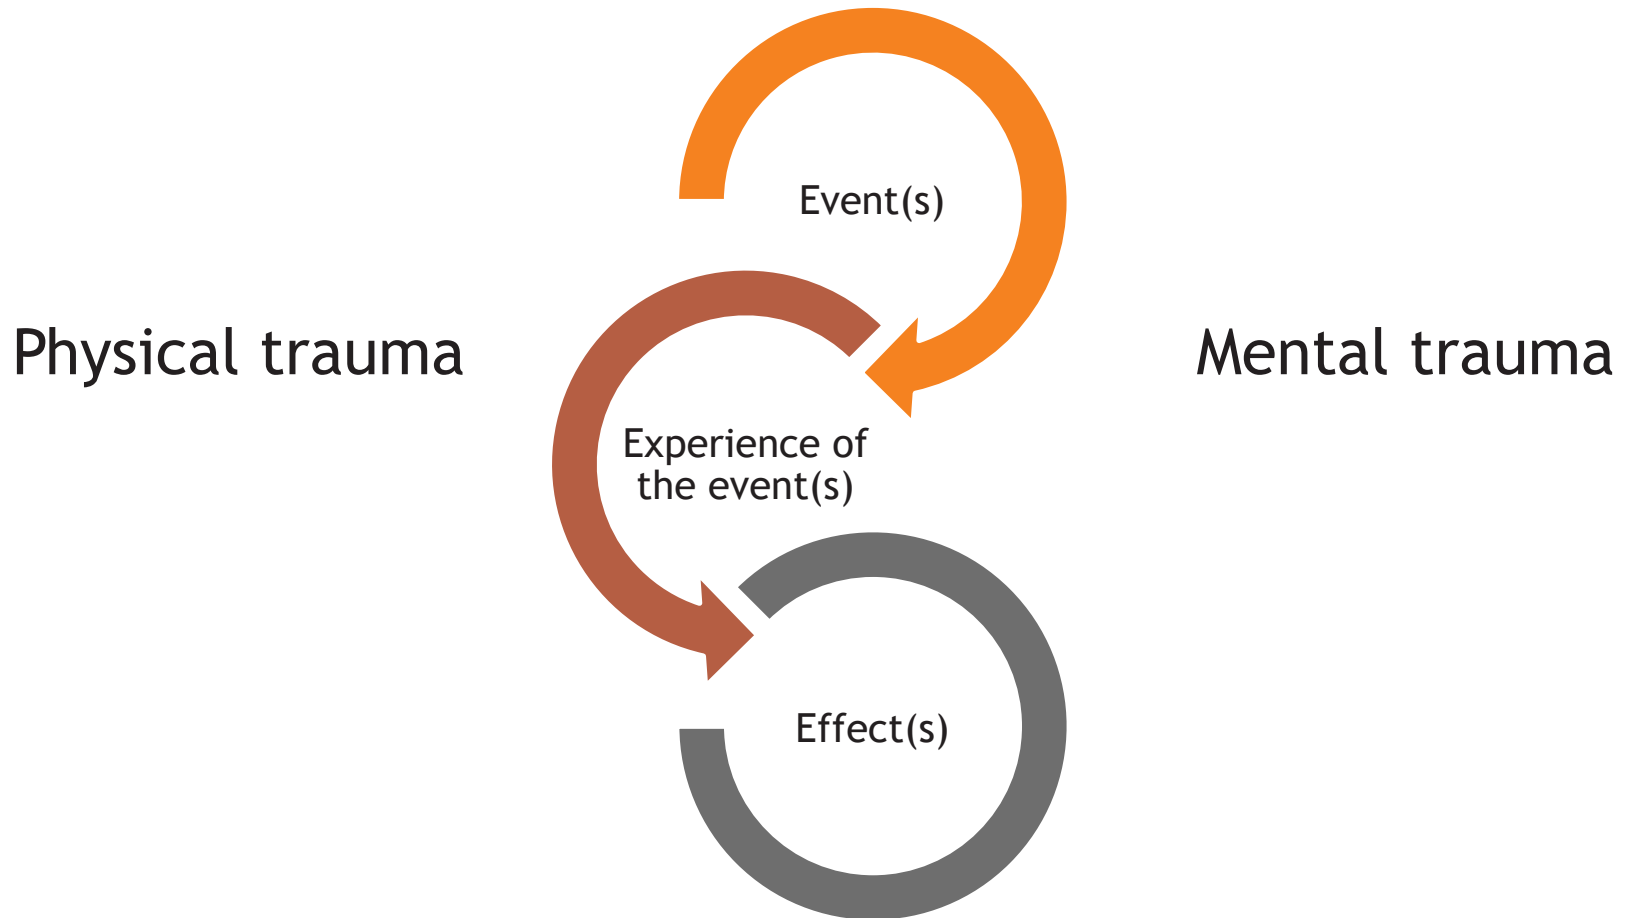 Event(s)
Physical trauma
Mental trauma
Experience of
the event(s)
Effect(s)